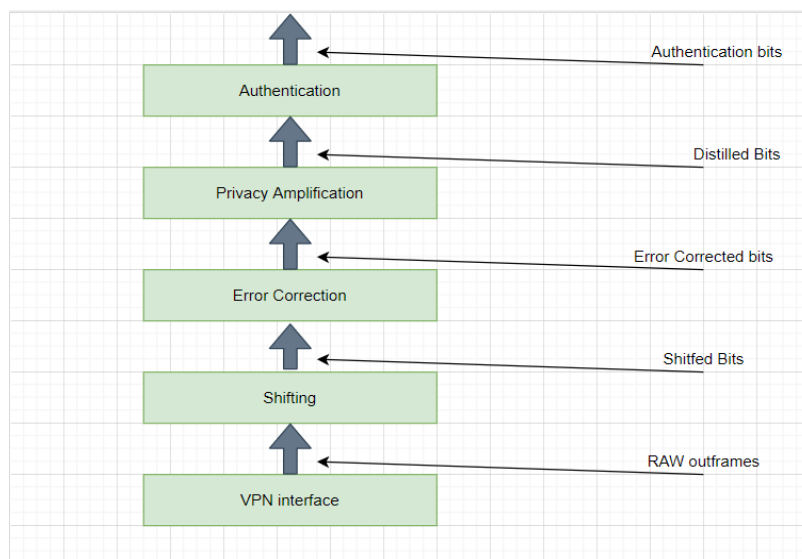 Authentication bits
Authentication
Distilled Bits
Privacy Amplification
Error Corrected bits
Error Correction
Shitfed Bits
Shifting
RAW outframes
VPN interface